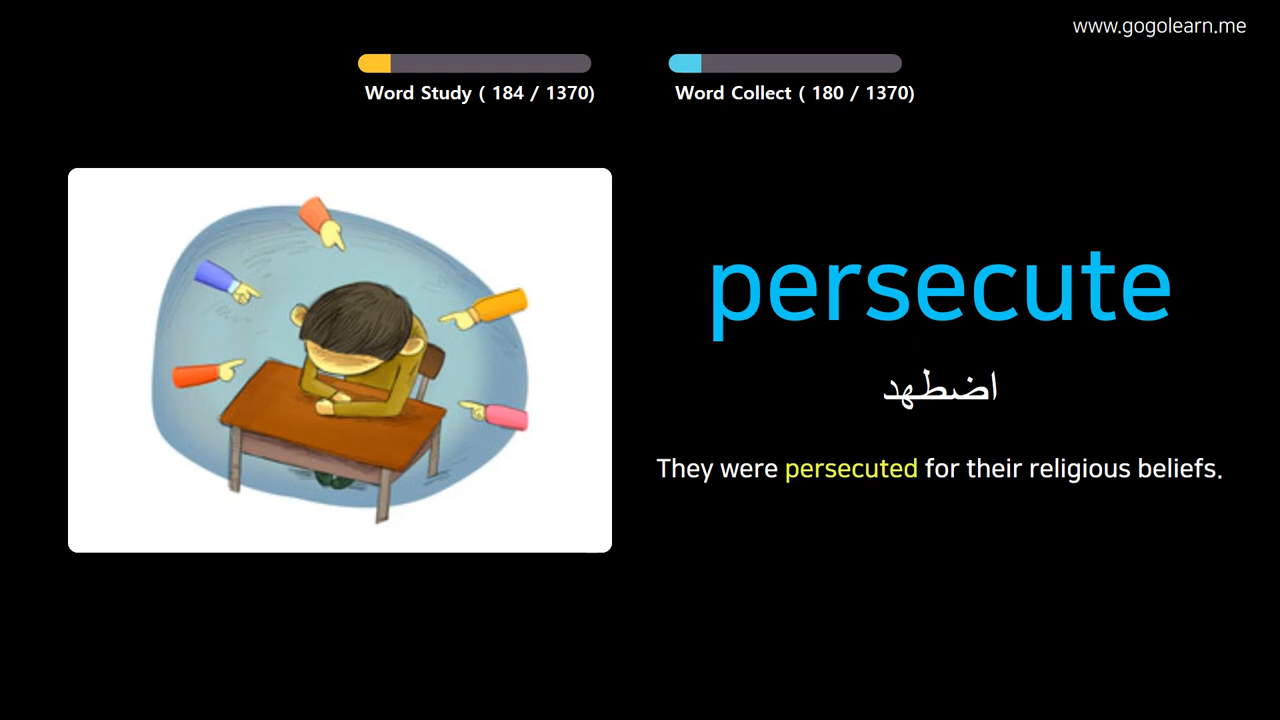 www.gogolearn.me
Word Study ( 184 / 1370)
Word Collect ( 180 / 1370)
persecute
اضطهد
They were persecuted for their religious beliefs.